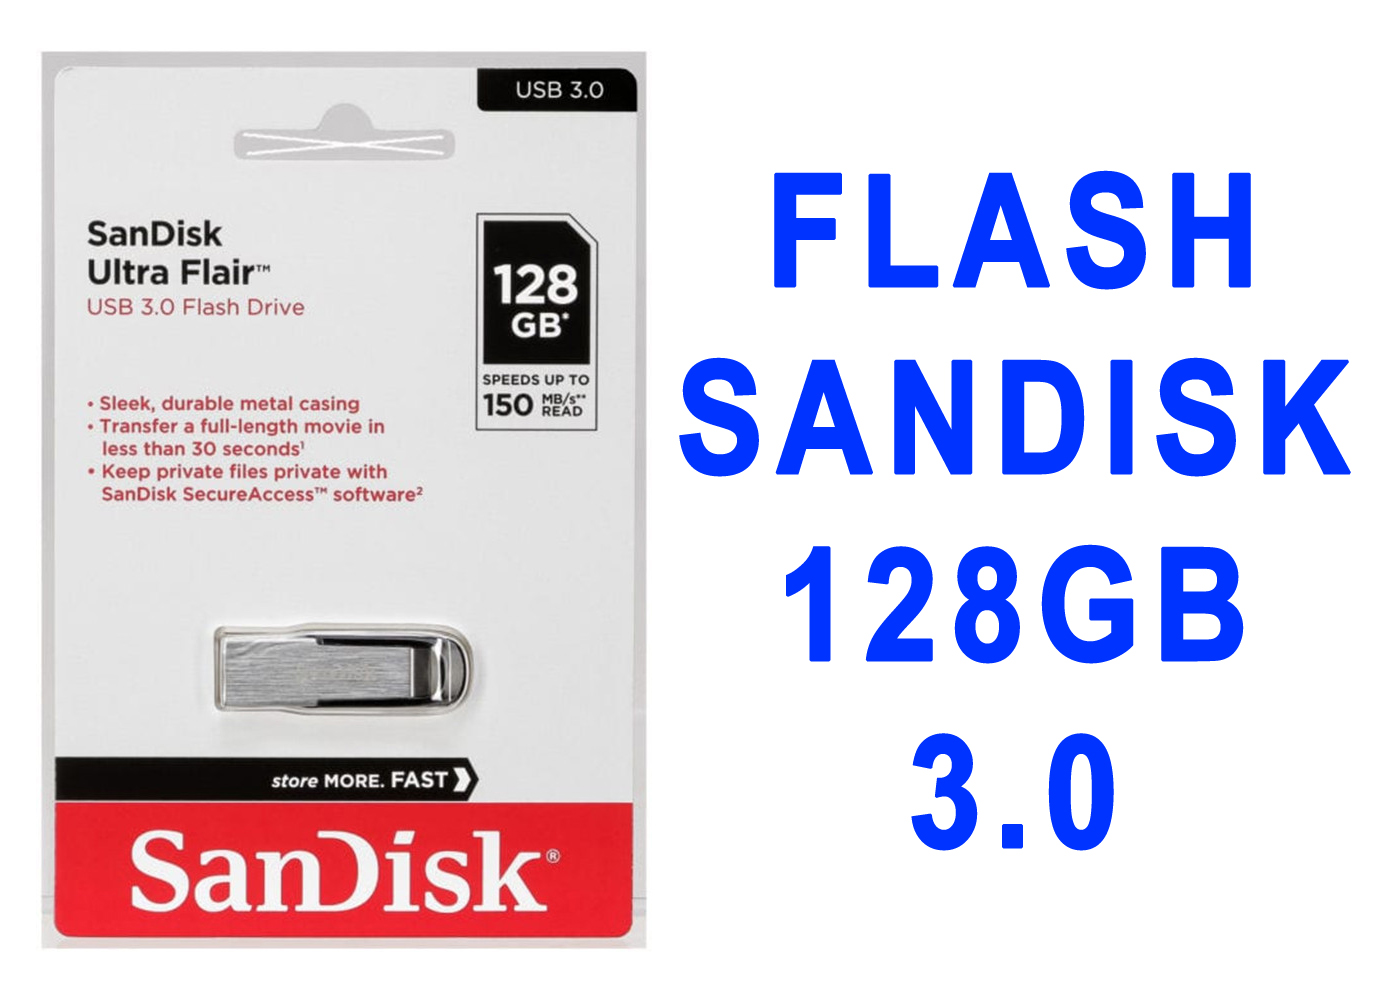 USB 3.0
SanDisk
Ultra Flair™
USB 3.0 Flash Drive
128
GB*
SPEEDS UP TO
150 MB/s**
READ
• Sleek, durable metal casing
• Transfer a full-length movie in
less than 30 seconds¹
• Keep private files private with
SanDisk SecureAccess™ software²
store MORE. FAST
SanDisk®
FLASH
SANDISK
128GB
3.0